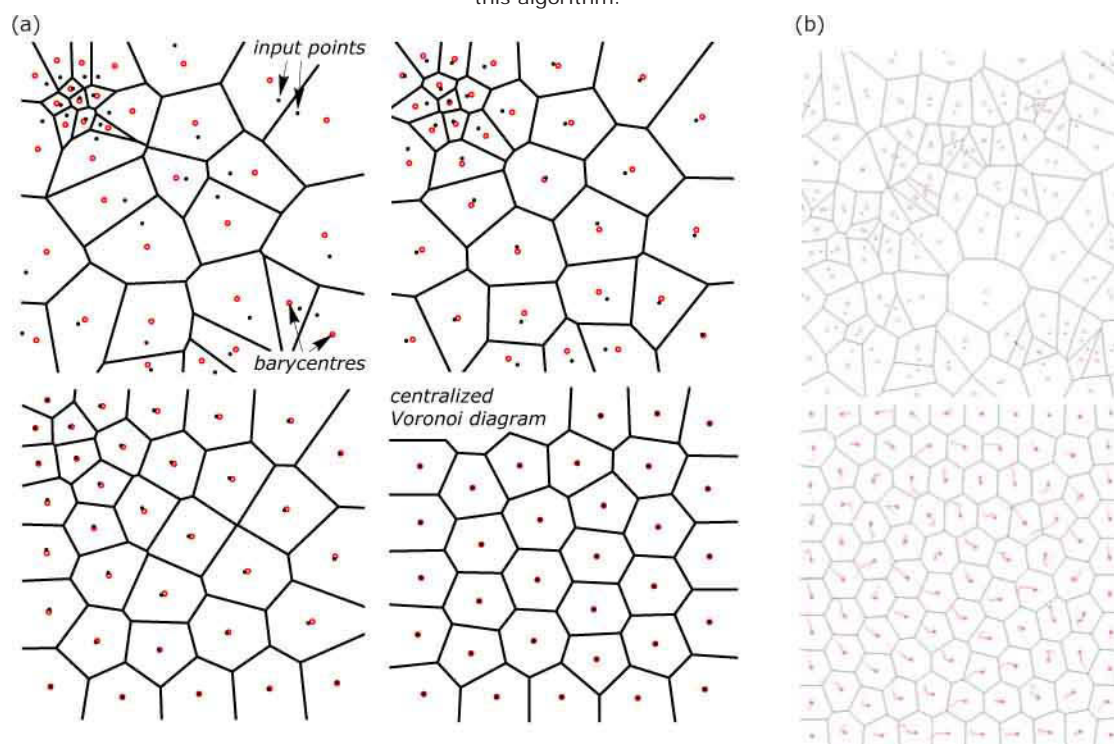 this algorithm.
(a)
(b)
input points
barycentres
centralized
Voronoi diagram